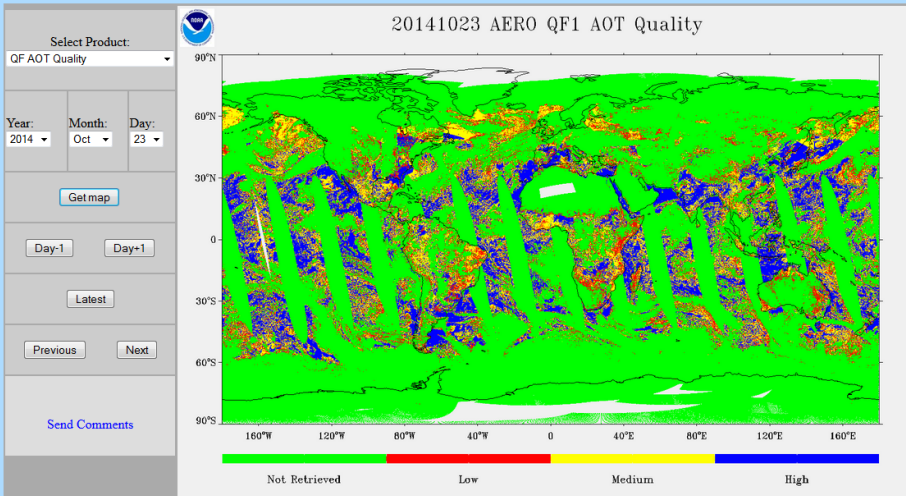 Select Product:
QF AOT Quality
Year:
Month:
Day:
2014
Oct
23
Get map
Day-1
Day+1
Latest
Previous
Next
Send Comments
NOAA
20141023 AERO QF1 AOT Quality
90°N
60°N
30°N
0
30°S
60°S
90°S
160°W
120°W
80°W
40°W
0
40°E
80°E
120°E
160°E
Not Retrieved
Low
Medium
High